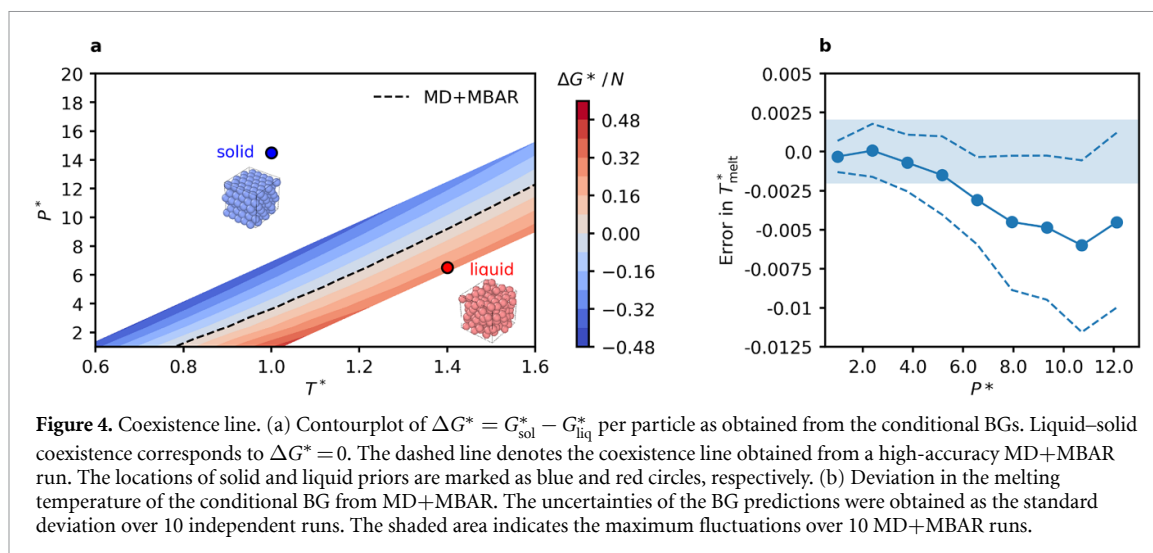 a
P*
20
18
16
14
12
10
8
6
4
2
0.6
0.8
1.0
1.2
1.4
1.6
T*
MD+MBAR
solid
liquid
ΔG* /N
0.48
0.32
0.16
0.00
−0.16
−0.32
−0.48
b
Error in T*melt
0.005
0.0025
0.0
-0.0025
-0.005
-0.0075
-0.01
-0.0125
2.0
4.0
6.0
8.0
10.0
12.0
P*
Figure 4. Coexistence line. (a) Contourplot of ΔG* = G*sol − G*liq per particle as obtained from the conditional BGs. Liquid–solid
coexistence corresponds to ΔG* = 0. The dashed line denotes the coexistence line obtained from a high-accuracy MD+MBAR
run. The locations of solid and liquid priors are marked as blue and red circles, respectively. (b) Deviation in the melting
temperature of the conditional BG from MD+MBAR. The uncertainties of the BG predictions were obtained as the standard
deviation over 10 independent runs. The shaded area indicates the maximum fluctuations over 10 MD+MBAR runs.